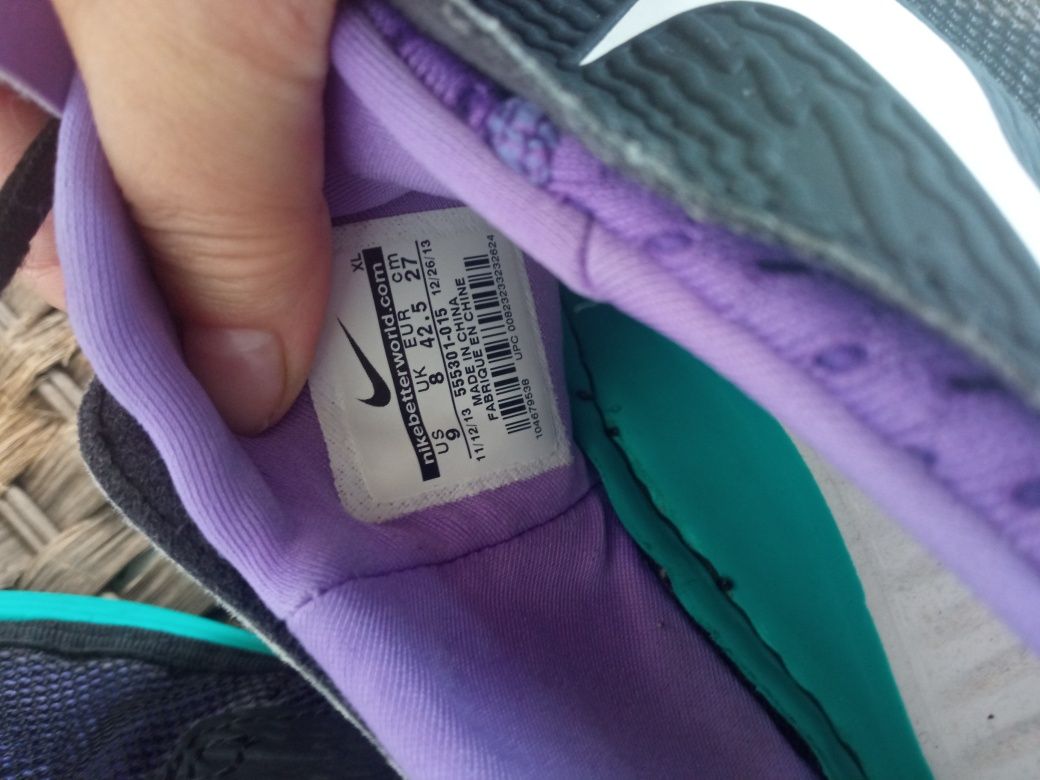 XL
nikebetterworld.com
US UK EUR cm
9 8 42.5 27
11/12/13 555301-015 12/26/13
MADE IN CHINA
FABRIQUE EN CHINE
UPC 00823233232624
104679538